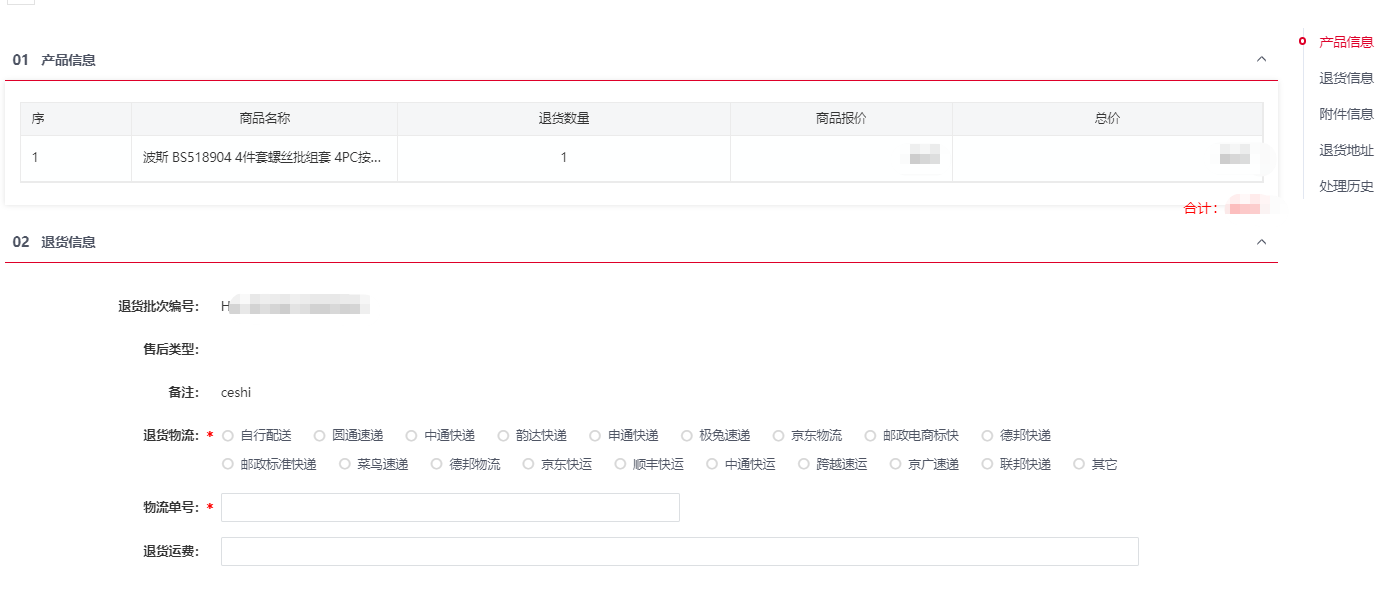 01 产品信息
序 商品名称 退货数量 商品报价 总价
1 波斯 BS518904 4件套螺丝批组套 4PC按... 1
合计:
02 退货信息
退货批次编号: H
售后类型:
备注: ceshi
退货物流: * 自行配送 圆通速递 中通快递 韵达快递 申通快递 极兔速递 京东物流 邮政电商标快 德邦快递
邮政标准快递 菜鸟速递 德邦物流 京东快运 顺丰快运 中通快运 跨越速运 京广速递 联邦快递 其它
物流单号: *
退货运费:
产品信息
退货信息
附件信息
退货地址
处理历史